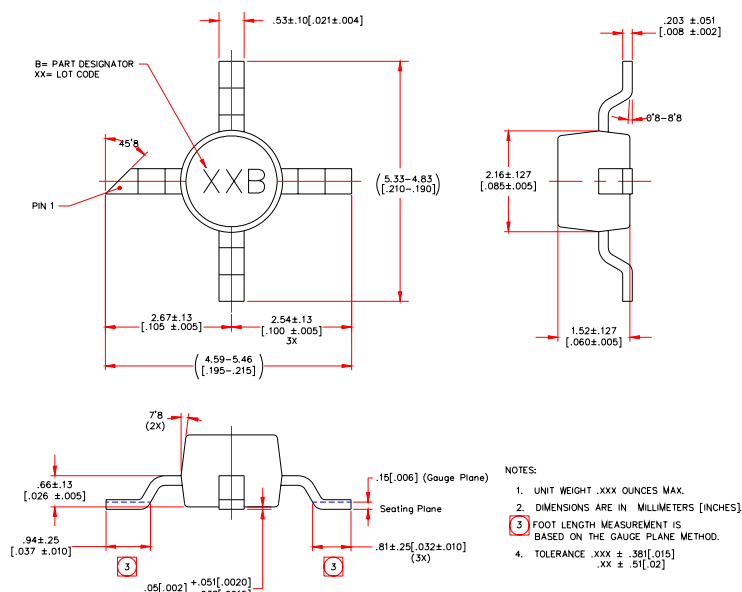 .53±.10[.021±.004]
.203 ±.051
[.008 ±.002]
B= PART DESIGNATOR
XX= LOT CODE
45°8
0°8-8°8
XXB
5.33-4.83
[.210-.190]
2.16±.127
[.085±.005]
PIN 1
2.67±.13
[.105 ±.005]
2.54±.13
[.100 ±.005]
3X
1.52±.127
[.060±.005]
4.59-5.46
[.195-.215]
7°8
(2X)
.66±.13
[.026 ±.005]
.15[.006] (Gauge Plane)
Seating Plane
.94±.25
[.037 ±.010]
.81±.25[.032±.010]
(3X)
3
3
.05[.002] +.051[.0020]
NOTES:
1. UNIT WEIGHT .XXX OUNCES MAX.
2. DIMENSIONS ARE IN MILLIMETERS [INCHES].
3 FOOT LENGTH MEASUREMENT IS
BASED ON THE GAUGE PLANE METHOD.
4. TOLERANCE .XXX ± .381[.015]
.XX ± .51[.02]